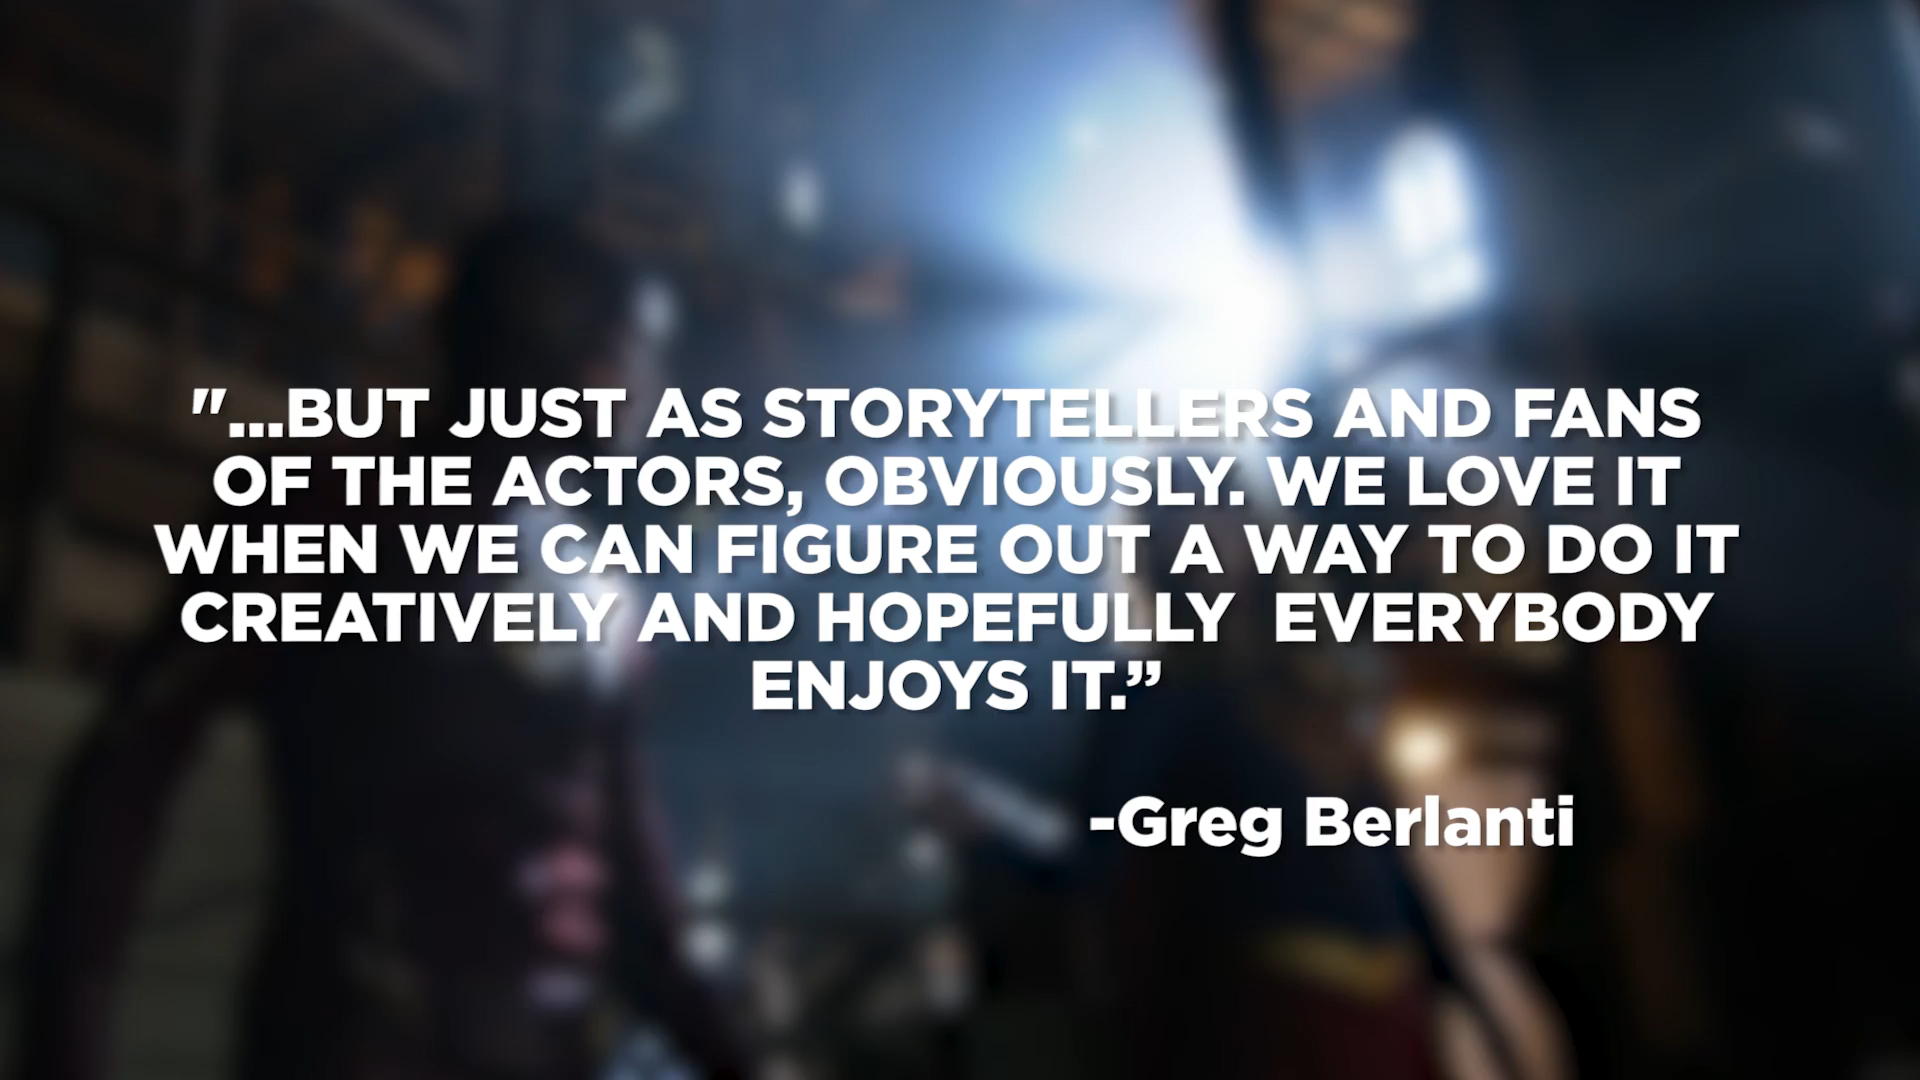 "...BUT JUST AS STORYTELLERS AND FANS
OF THE ACTORS, OBVIOUSLY. WE LOVE IT
WHEN WE CAN FIGURE OUT A WAY TO DO IT
CREATIVELY AND HOPEFULLY  EVERYBODY
ENJOYS IT.”
-Greg Berlanti